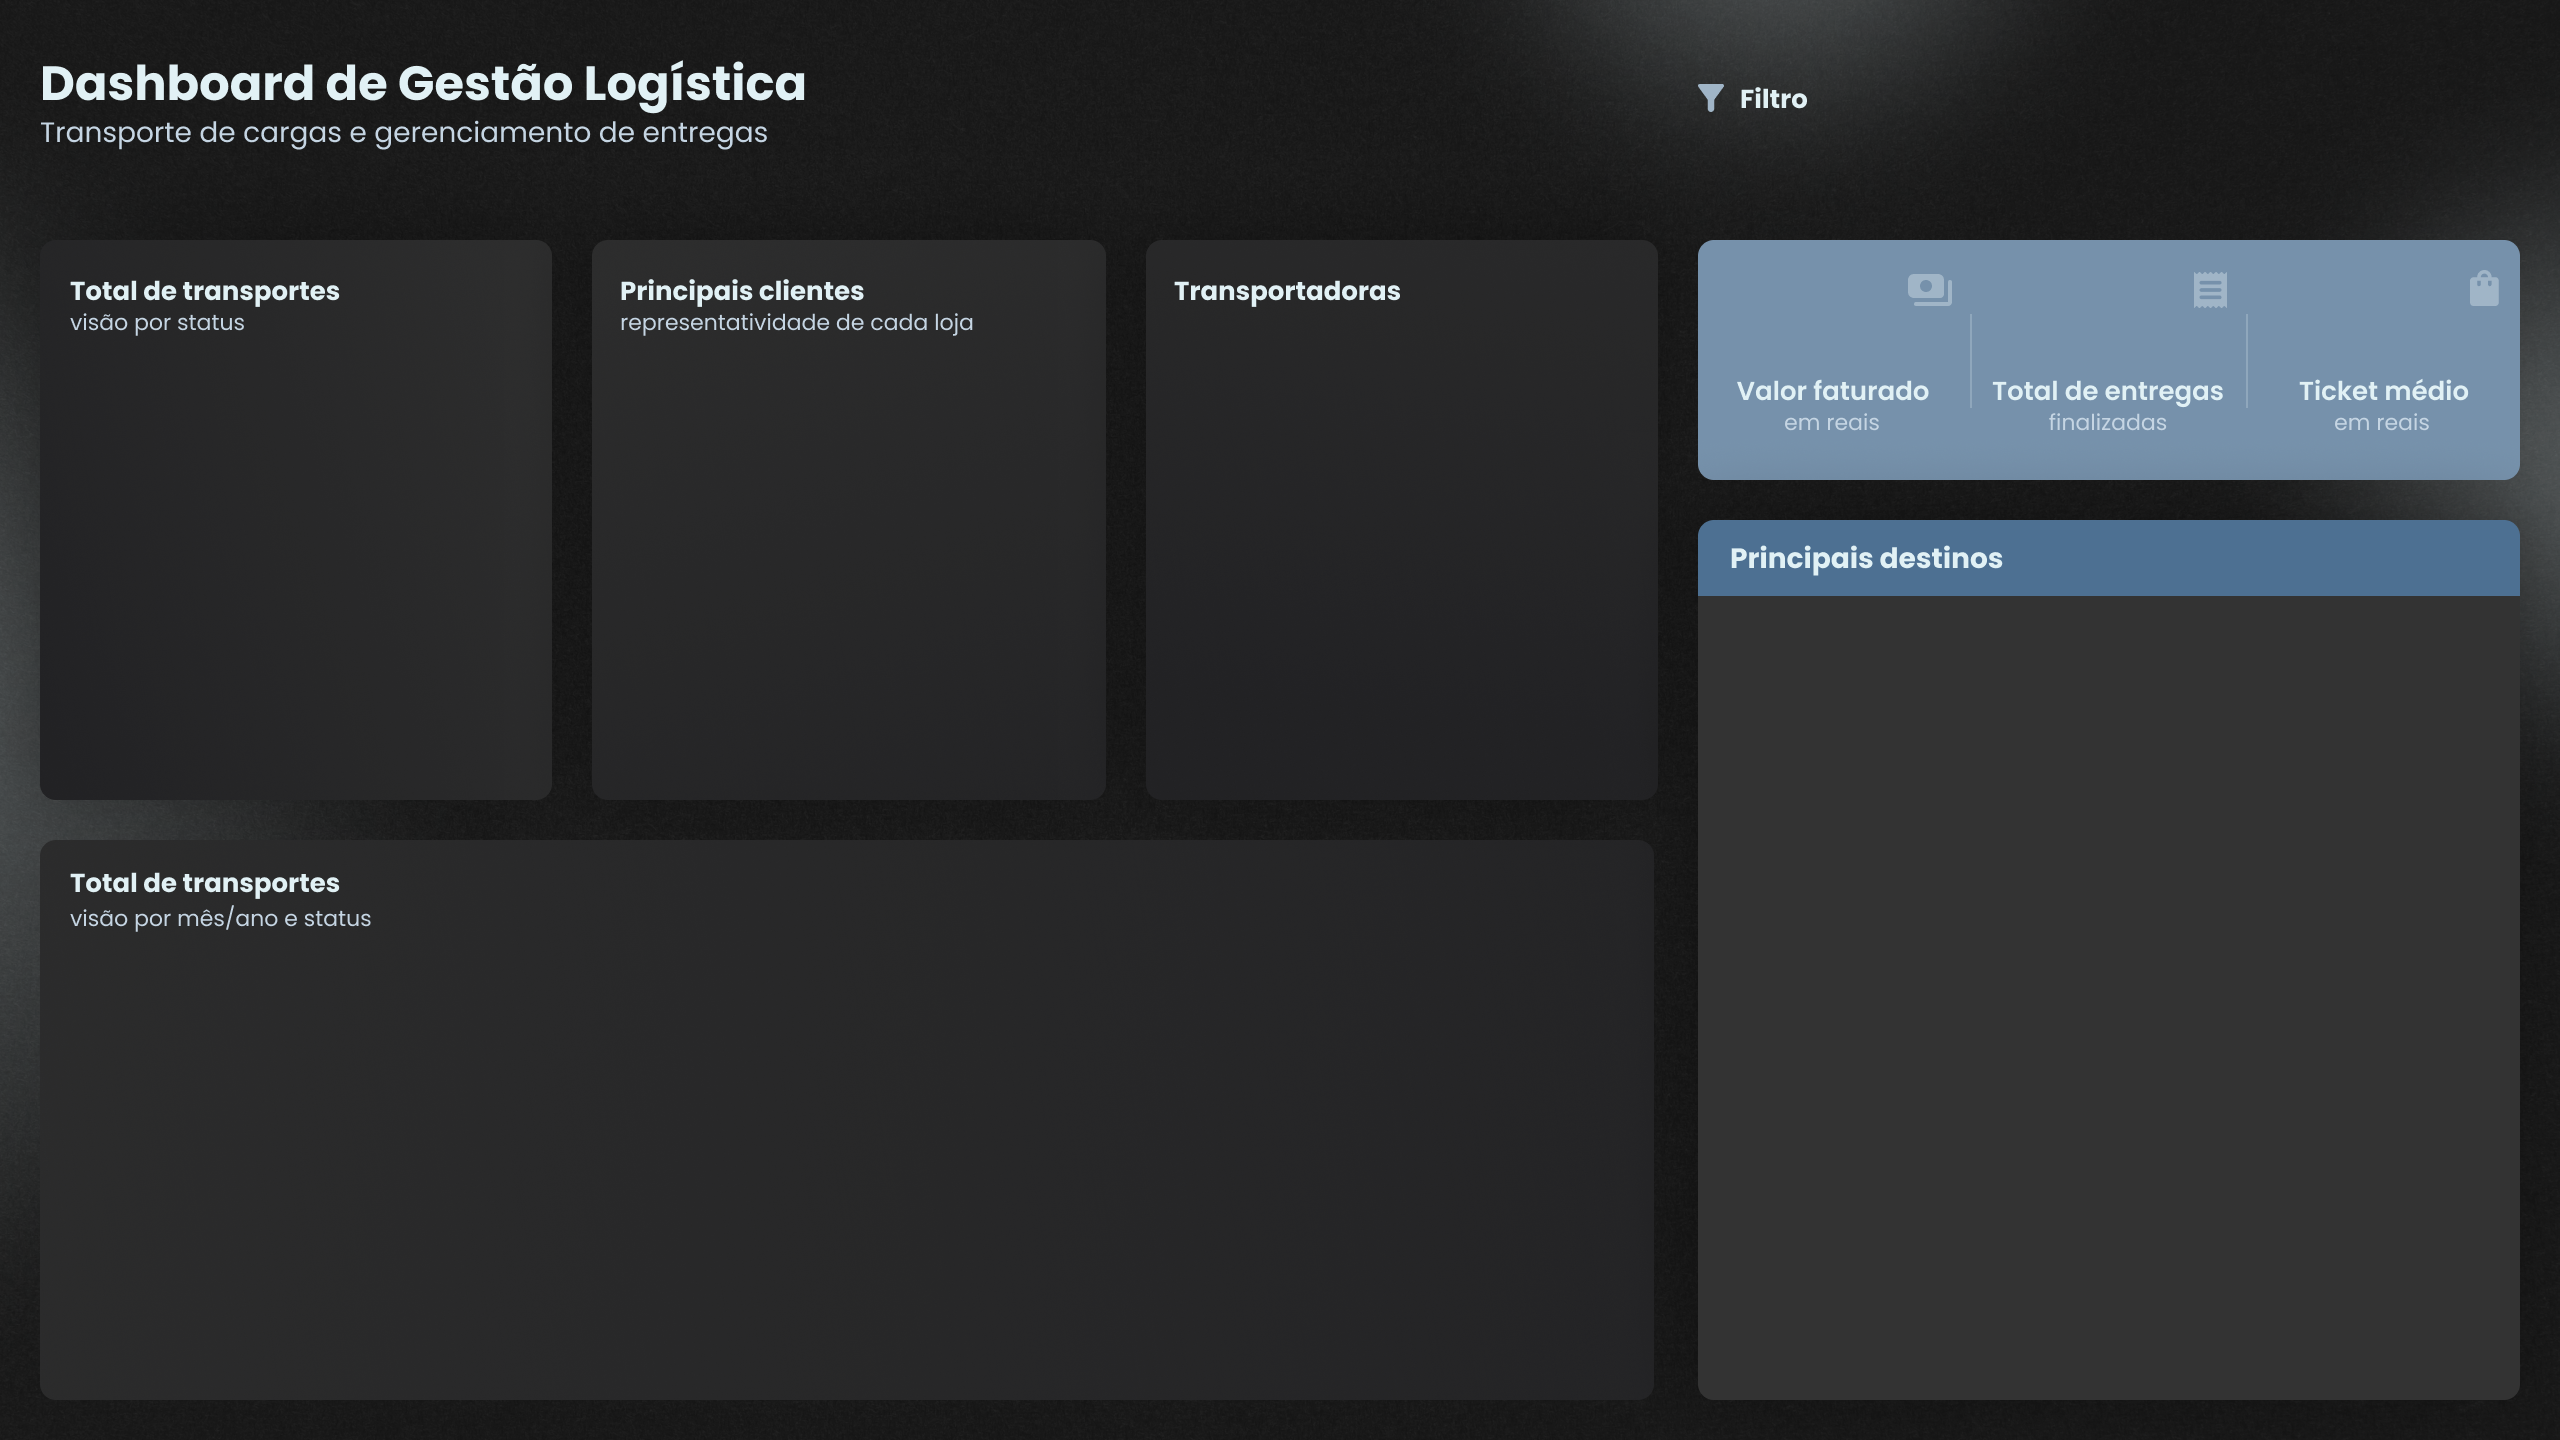 Dashboard de Gestão Logística
Transporte de cargas e gerenciamento de entregas
Filtro
Total de transportes
visão por status
Principais clientes
representatividade de cada loja
Transportadoras
Valor faturado
em reais
Total de entregas
finalizadas
Ticket médio
em reais
Principais destinos
Total de transportes
visão por mês/ano e status